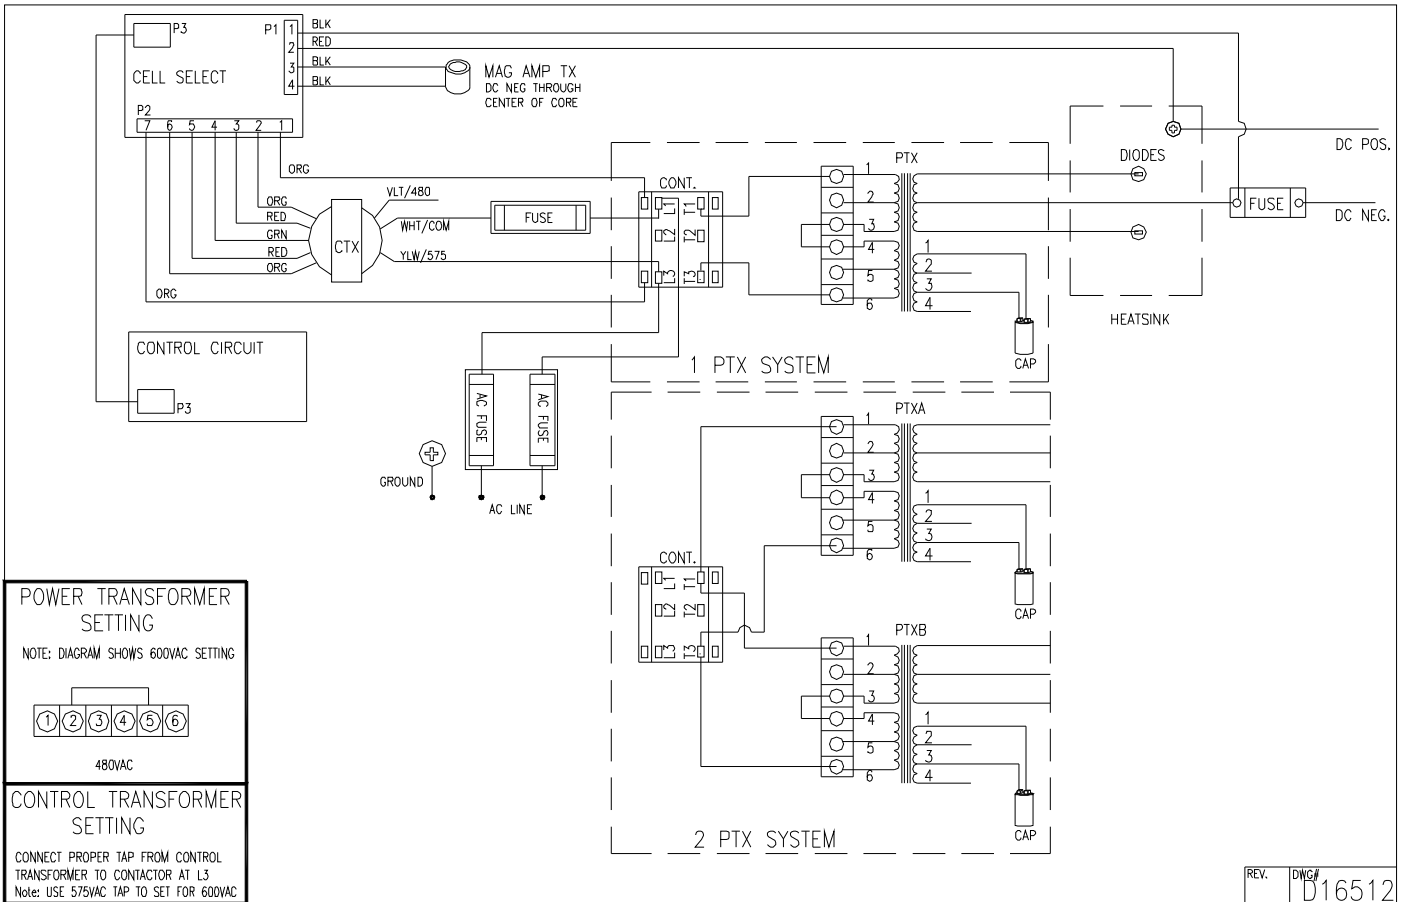 P3
P1
1
BLK
2
RED
3
BLK
4
BLK
CELL SELECT
MAG AMP TX
DC NEG THROUGH
CENTER OF CORE
P2
7 6 5 4 3 2 1
ORG
ORG
RED
GRN
RED
ORG
ORG
CTX
VLT/480
WHT/COM
YLW/575
FUSE
CONT.
L1 T1
L2 T2
L3 T3
PTX
1
2
3
4
5
6
1
2
3
4
CAP
1 PTX SYSTEM
DIODES
HEATSINK
DC POS.
FUSE
DC NEG.
CONTROL CIRCUIT
P3
AC FUSE
AC FUSE
GROUND
AC LINE
PTXA
1
2
3
4
5
6
1
2
3
4
CAP
CONT.
L1 T1
L2 T2
L3 T3
PTXB
1
2
3
4
5
6
1
2
3
4
CAP
2 PTX SYSTEM
POWER TRANSFORMER
SETTING
NOTE: DIAGRAM SHOWS 600VAC SETTING
1 2 3 4 5 6
480VAC
CONTROL TRANSFORMER
SETTING
CONNECT PROPER TAP FROM CONTROL
TRANSFORMER TO CONTACTOR AT L3
Note: USE 575VAC TAP TO SET FOR 600VAC
REV.
DWG#
D16512